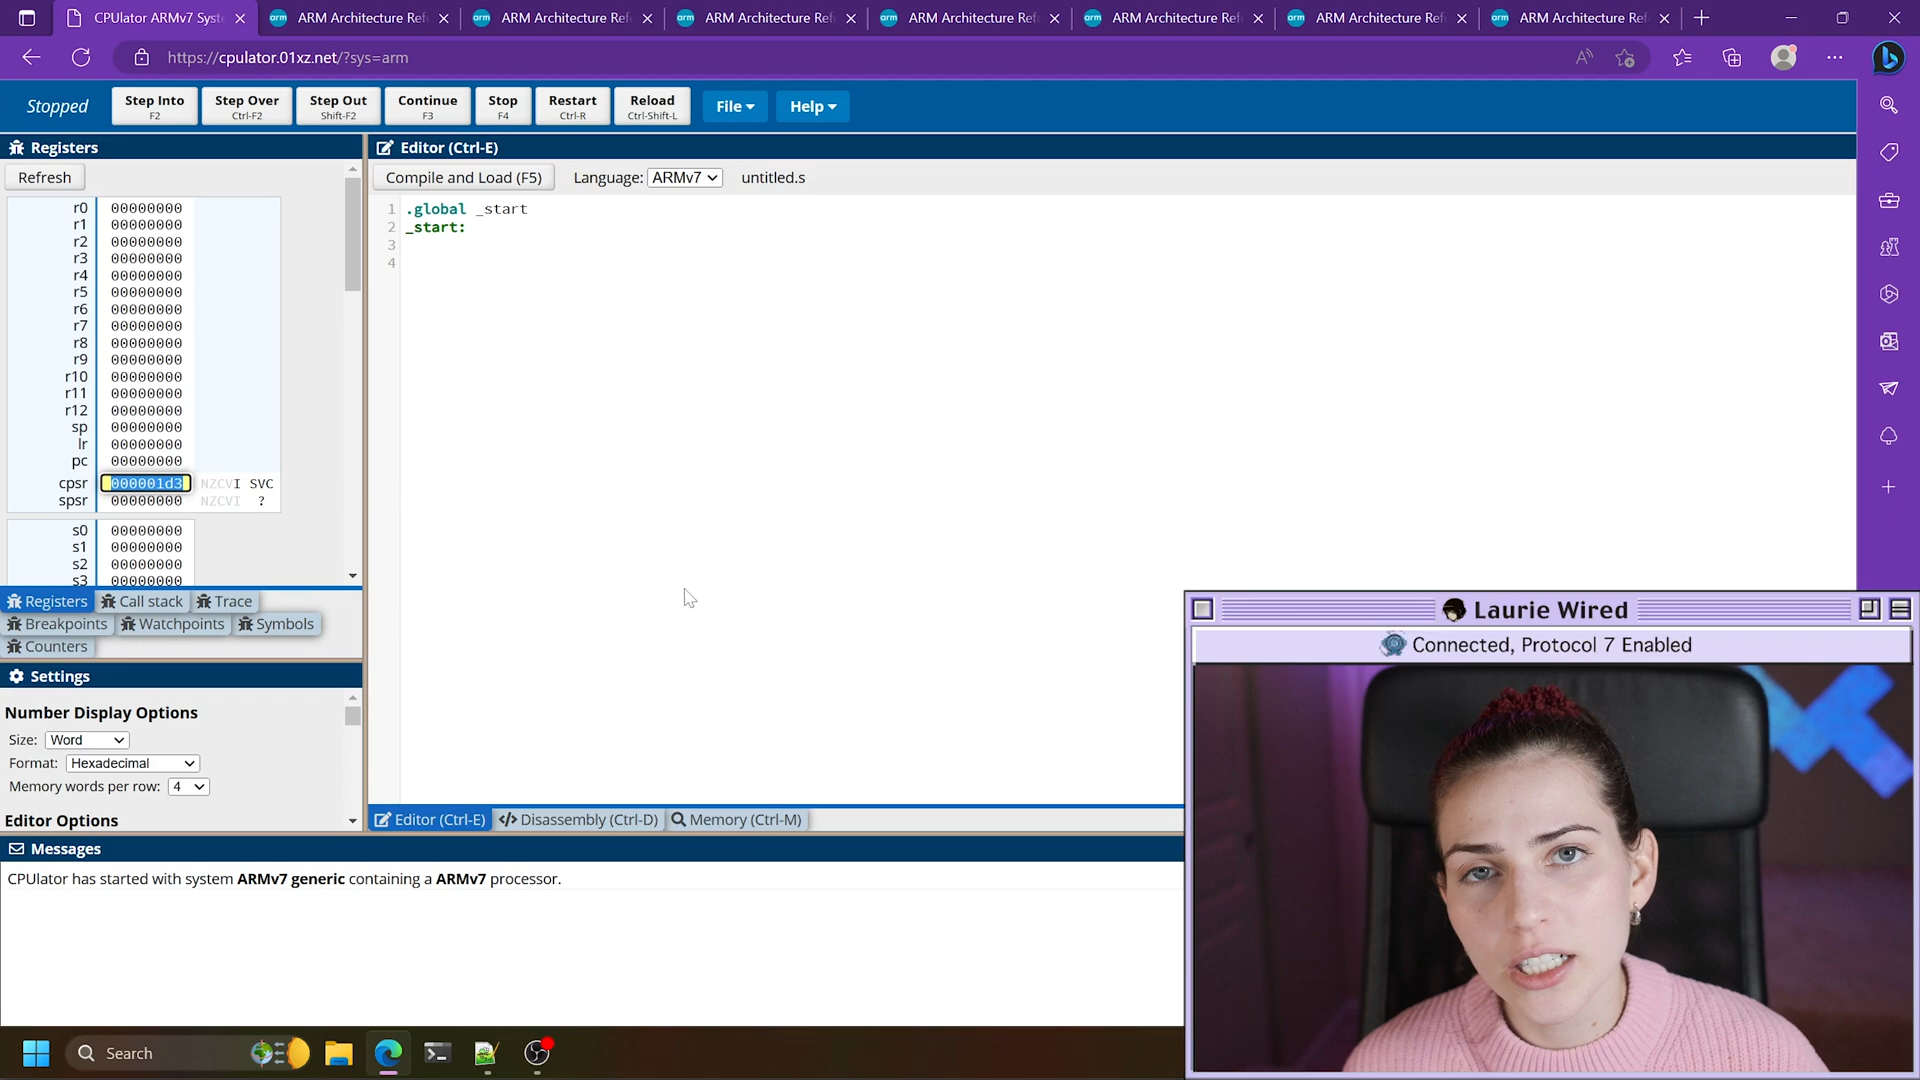 CPUlator ARMv7 Syst
ARM Architecture Ref
ARM Architecture Ref
ARM Architecture Ref
ARM Architecture Ref
ARM Architecture Ref
ARM Architecture Ref
ARM Architecture Ref
https://cpulator.01xz.net/?sys=arm
Stopped
Step Into
F2
Step Over
Ctrl-F2
Step Out
Shift-F2
Continue
F3
Stop
F4
Restart
Ctrl-R
Reload
Ctrl-Shift-L
File
Help
Registers
Refresh
r0 00000000
r1 00000000
r2 00000000
r3 00000000
r4 00000000
r5 00000000
r6 00000000
r7 00000000
r8 00000000
r9 00000000
r10 00000000
r11 00000000
r12 00000000
sp 00000000
lr 00000000
pc 00000000
cpsr 000001d3 NZCVI SVC
spsr 00000000 NZCVI ?
s0 00000000
s1 00000000
s2 00000000
s3 00000000
Registers Call stack Trace
Breakpoints Watchpoints Symbols
Counters
Settings
Number Display Options
Size: Word
Format: Hexadecimal
Memory words per row: 4
Editor Options
Editor (Ctrl-E)
Compile and Load (F5) Language: ARMv7 untitled.s
1 .global _start
2 _start:
3
4
Editor (Ctrl-E) Disassembly (Ctrl-D) Memory (Ctrl-M)
Messages
CPUlator has started with system ARMv7 generic containing a ARMv7 processor.
Laurie Wired
Connected, Protocol 7 Enabled
Search